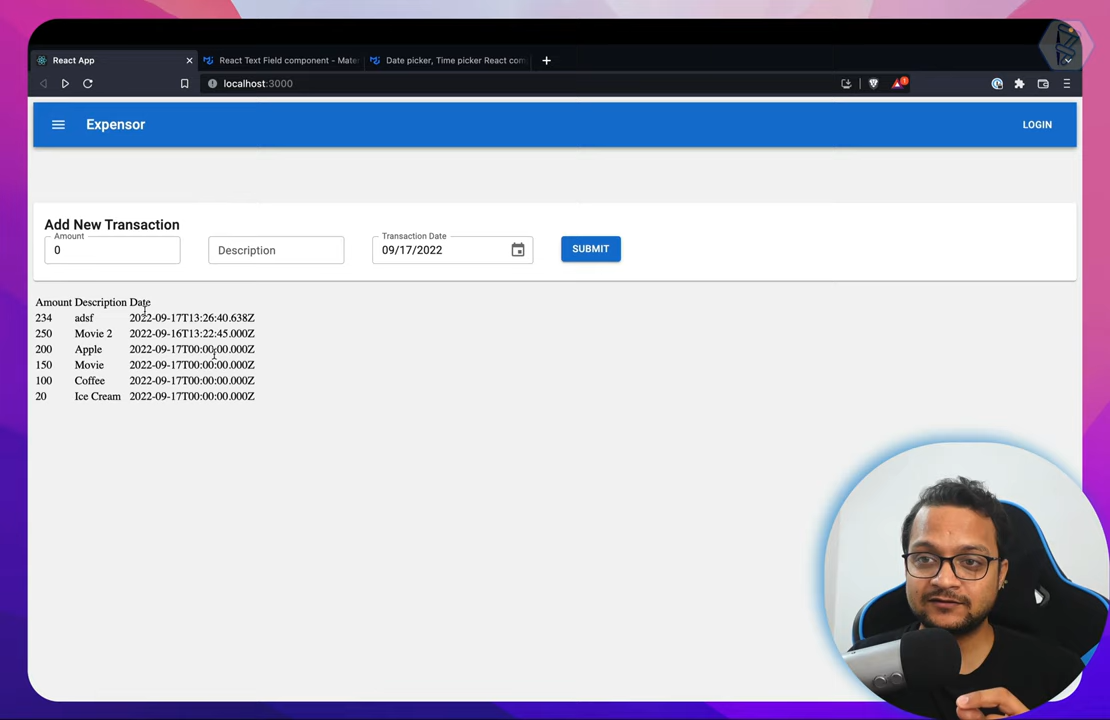 React App
React Text Field component - Mate
Date picker, Time picker React com
localhost:3000
1
Expensor
LOGIN
Add New Transaction
Amount
0
Description
Transaction Date
09/17/2022
SUBMIT
Amount Description Date
234 adsf 2022-09-17T13:26:40.638Z
250 Movie 2 2022-09-16T13:22:45.000Z
200 Apple 2022-09-17T00:00:00.000Z
150 Movie 2022-09-17T00:00:00.000Z
100 Coffee 2022-09-17T00:00:00.000Z
20 Ice Cream 2022-09-17T00:00:00.000Z